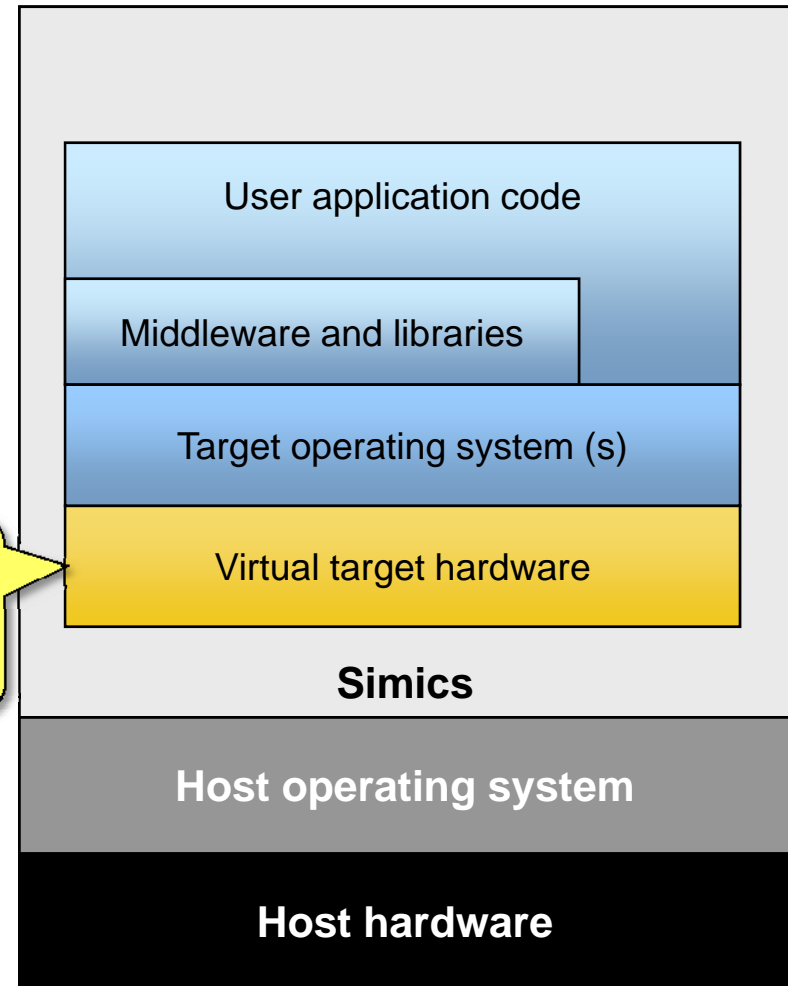 User application code
Middleware and libraries
Target operating system (s)
Virtual target hardware
Simics
Host operating system
Host hardware